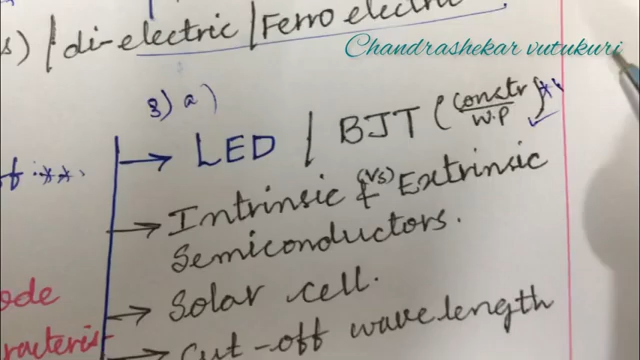 s) / di-electric / Ferro electric
Chandrashekar vutukuri
3) a)
of **
→ LED / BJT (Constr/W.P) **
→ Intrinsic & (vs) Extrinsic
Semiconductors.
ode
→ Solar cell.
racteris-
→ Cut-off wavelength